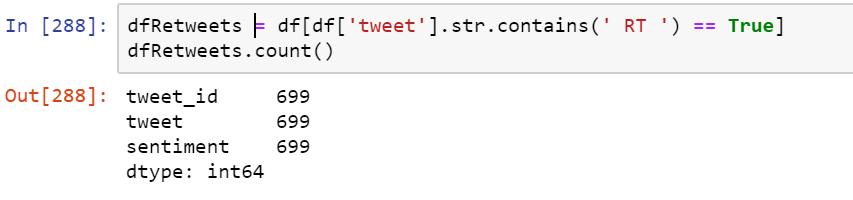 In [288]: dfRetweets = df[df['tweet'].str.contains(' RT ') == True]
dfRetweets.count()
Out[288]: tweet_id 699
tweet 699
sentiment 699
dtype: int64